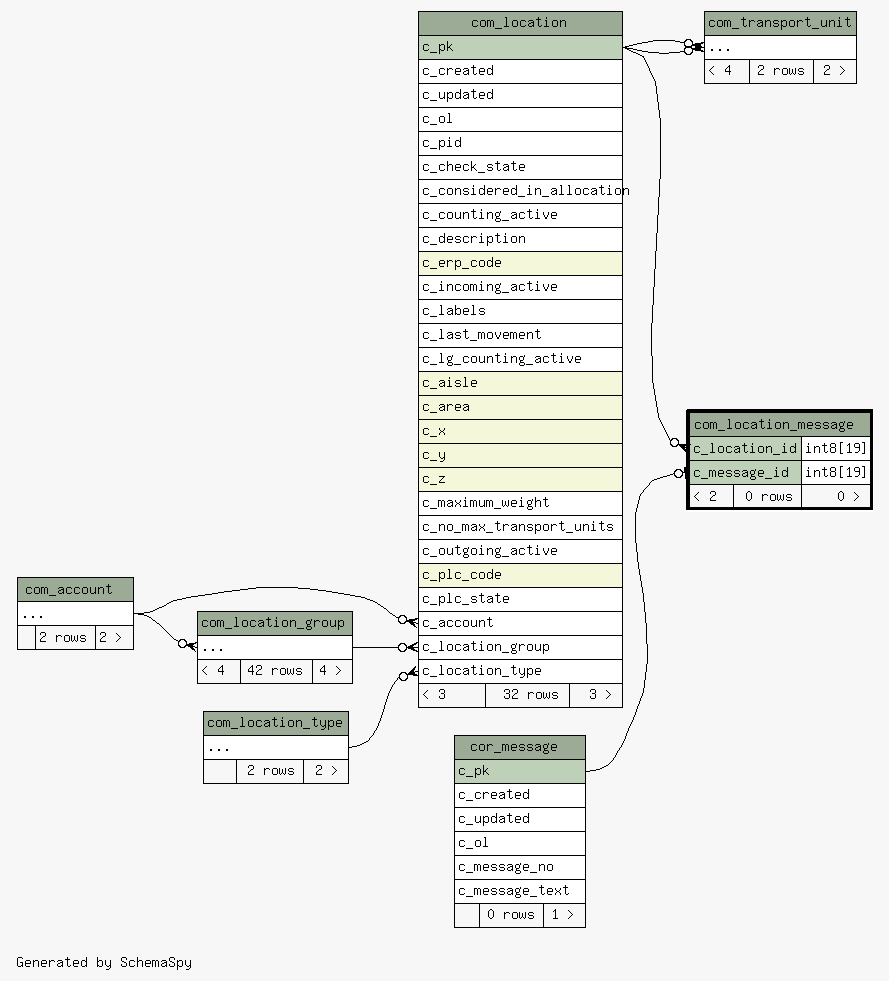 com_location
c_pk
c_created
c_updated
c_ol
c_pid
c_check_state
c_considered_in_allocation
c_counting_active
c_description
c_erp_code
c_incoming_active
c_labels
c_last_movement
c_lg_counting_active
c_aisle
c_area
c_x
c_y
c_z
c_maximum_weight
c_no_max_transport_units
c_outgoing_active
c_plc_code
c_plc_state
c_account
c_location_group
c_location_type
< 3 32 rows 3 >
com_transport_unit
...
< 4 2 rows 2 >
com_location_message
c_location_id int8[19]
c_message_id int8[19]
< 2 0 rows 0 >
com_account
...
2 rows 2 >
com_location_group
...
< 4 42 rows 4 >
com_location_type
...
2 rows 2 >
cor_message
c_pk
c_created
c_updated
c_ol
c_message_no
c_message_text
0 rows 1 >
Generated by SchemaSpy